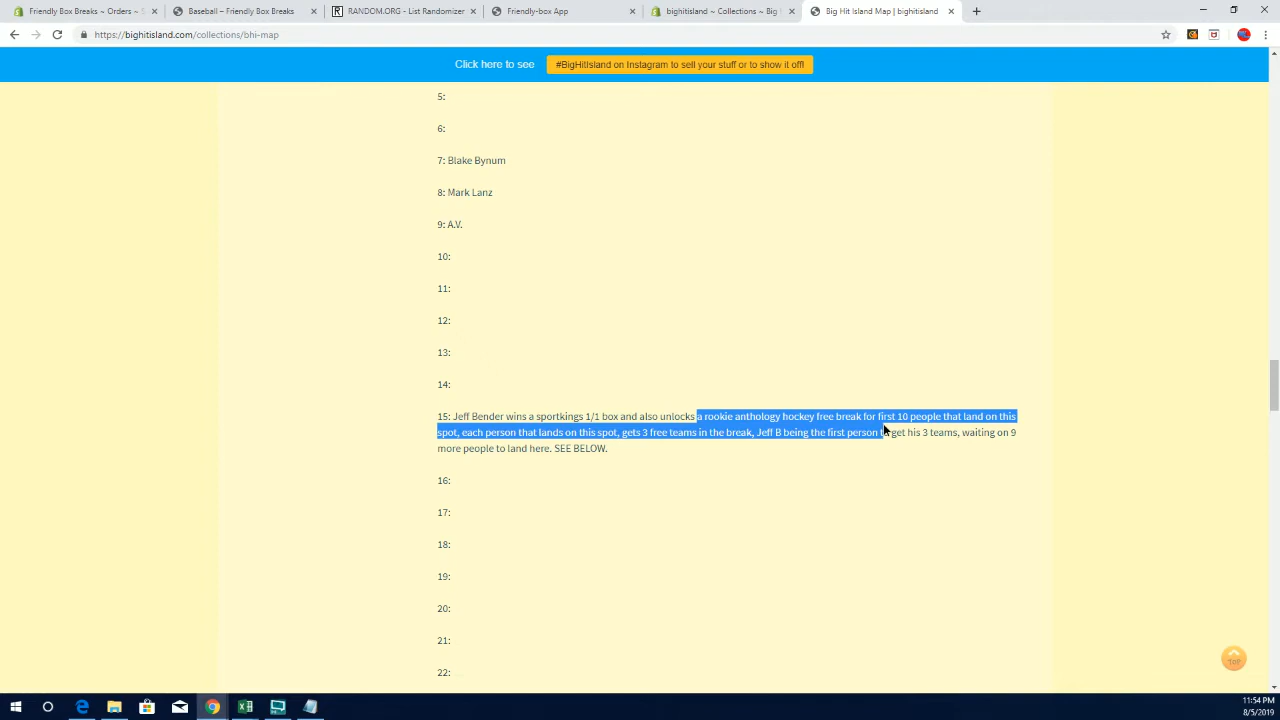 Friendly Box Breaks ~ Orders ~ S
Baseball – Friendly Box Breaks
RANDOM.ORG - List Randomizer
Friendly-box App
bighitisland ~ Collections ~ Big
Big Hit Island Map | bighitisland
https://bighitisland.com/collections/bhi-map
Click here to see
#BigHitIsland on Instagram to sell your stuff or to show it off!
5:
6:
7: Blake Bynum
8: Mark Lanz
9: A.V.
10:
11:
12:
13:
14:
15: Jeff Bender wins a sportkings 1/1 box and also unlocks a rookie anthology hockey free break for first 10 people that land on this
spot, each person that lands on this spot, gets 3 free teams in the break, Jeff B being the first person get his 3 teams, waiting on 9
more people to land here. SEE BELOW.
16:
17:
18:
19:
20:
21:
22:
TOP
11:54 PM
8/5/2019